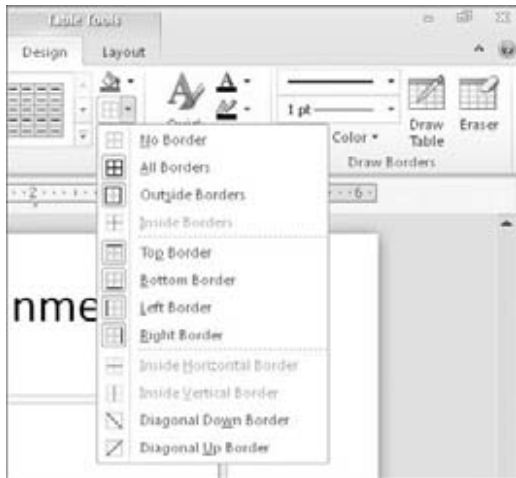 Table Tools
Design Layout
1 pt
Color
Draw Table
Eraser
Draw Borders
2
6
No Border
All Borders
Outside Borders
Inside Borders
Top Border
Bottom Border
nme
Left Border
Right Border
Inside Horizontal Border
Inside Vertical Border
Diagonal Down Border
Diagonal Up Border